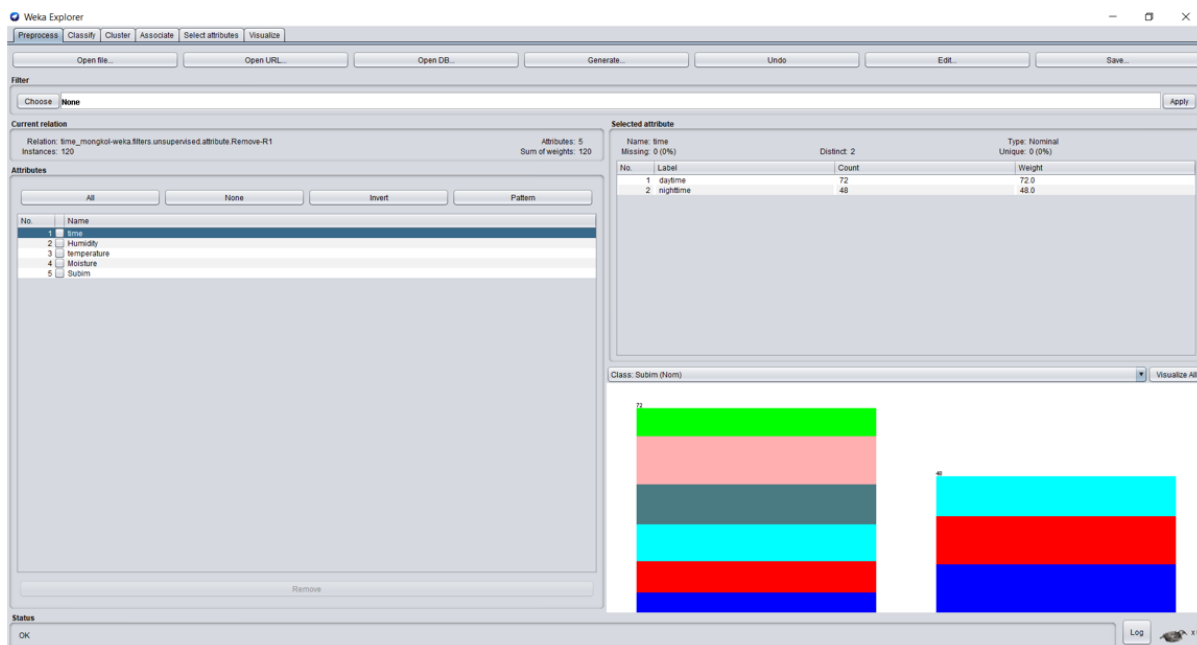 Weka Explorer
Preprocess Classify Cluster Associate Select attributes Visualize
Open file... Open URL... Open DB... Generate... Undo Edit... Save...
Filter
Choose None Apply
Current relation
Relation: time_mongkol-weka.filters.unsupervised.attribute.Remove-R1 Attributes: 5
Instances: 120 Sum of weights: 120
Attributes
All None Invert Pattern
No. Name
1 time
2 Humidity
3 temperature
4 Moisture
5 Subim
Remove
Selected attribute
Name: time Type: Nominal
Missing: 0 (0%) Distinct: 2 Unique: 0 (0%)
No. Label Count Weight
1 daytime 72 72.0
2 nighttime 48 48.0
Class: Subim (Nom) Visualize All
72
48
Status
OK
Log x